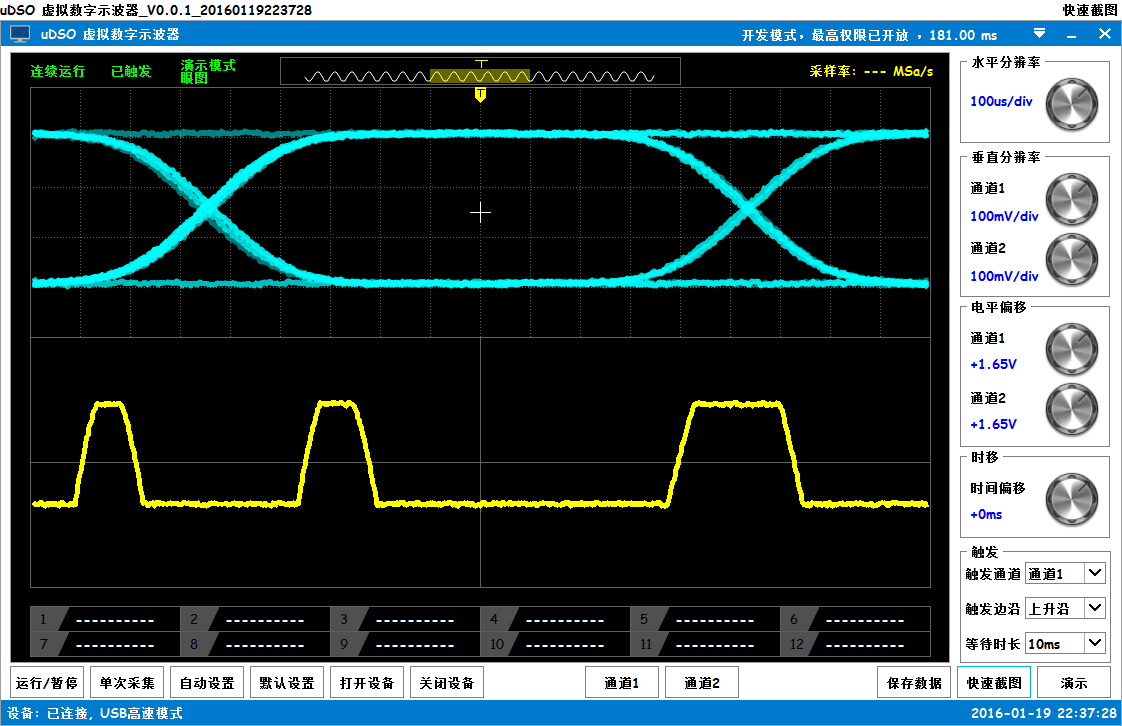 uDSO 虚拟数字示波器_V0.0.1_20160119223728 快速截图
uDSO 虚拟数字示波器 开发模式，最高权限已开放 ，181.00 ms
连续运行 已触发 演示模式
眼图
采样率: --- MSa/s
T
T
水平分辨率
100us/div
垂直分辨率
通道1
100mV/div
通道2
100mV/div
电平偏移
通道1
+1.65V
通道2
+1.65V
时移
时间偏移
+0ms
触发
触发通道 通道1
触发边沿 上升沿
等待时长 10ms
1 ---------- 2 ---------- 3 ---------- 4 ---------- 5 ---------- 6 ----------
7 ---------- 8 ---------- 9 ---------- 10 ---------- 11 ---------- 12 ----------
运行/暂停 单次采集 自动设置 默认设置 打开设备 关闭设备 通道1 通道2 保存数据 快速截图 演示
设备: 已连接, USB高速模式 2016-01-19 22:37:28